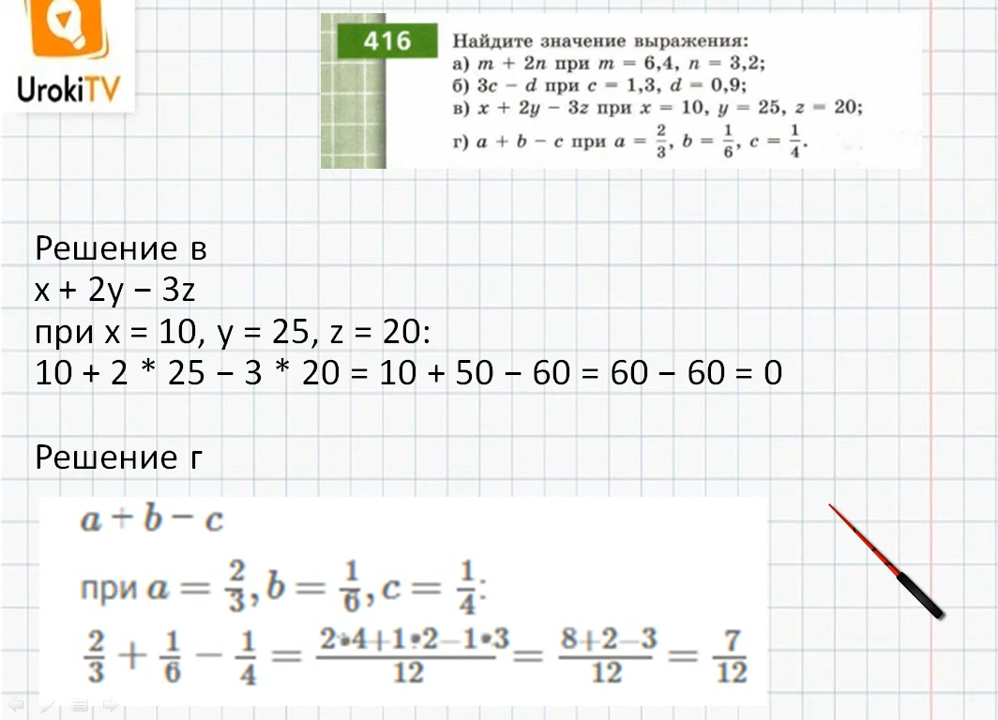 UrokiTV
416
Найдите значение выражения:
а) m + 2n при m = 6,4, n = 3,2;
б) 3c − d при c = 1,3, d = 0,9;
в) x + 2y − 3z при x = 10, y = 25, z = 20;
г) a + b − c при a = 2/3, b = 1/6, c = 1/4.
Решение в
x + 2y − 3z
при x = 10, y = 25, z = 20:
10 + 2 * 25 − 3 * 20 = 10 + 50 − 60 = 60 − 60 = 0
Решение г
a + b − c
при a = 2/3, b = 1/6, c = 1/4:
2/3 + 1/6 − 1/4 = (2•4+1•2−1•3)/12 = (8+2−3)/12 = 7/12